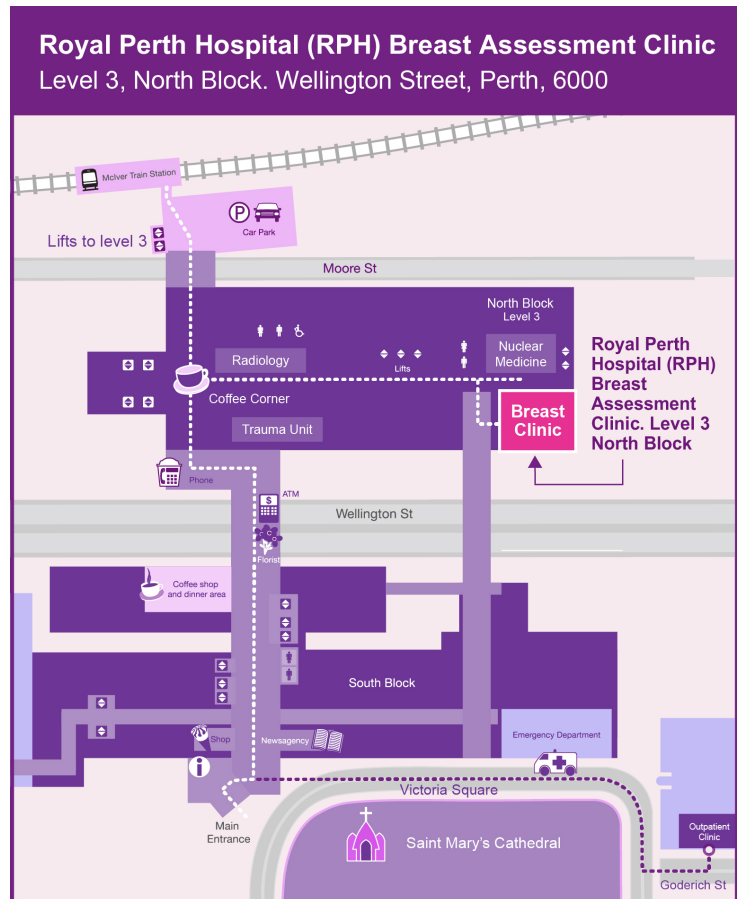 Royal Perth Hospital (RPH) Breast Assessment Clinic
Level 3, North Block. Wellington Street, Perth, 6000
McIver Train Station
P
Car Park
Lifts to level 3
Moore St
North Block
Level 3
Radiology
Lifts
Nuclear
Medicine
Royal Perth
Hospital (RPH)
Breast
Assessment
Clinic. Level 3
North Block
Coffee Corner
Breast
Clinic
Trauma Unit
Phone
$
ATM
Wellington St
Florist
Coffee shop
and dinner area
South Block
Shop
Newsagency
Emergency Department
i
Victoria Square
Main
Entrance
Saint Mary's Cathedral
Outpatient
Clinic
Goderich St